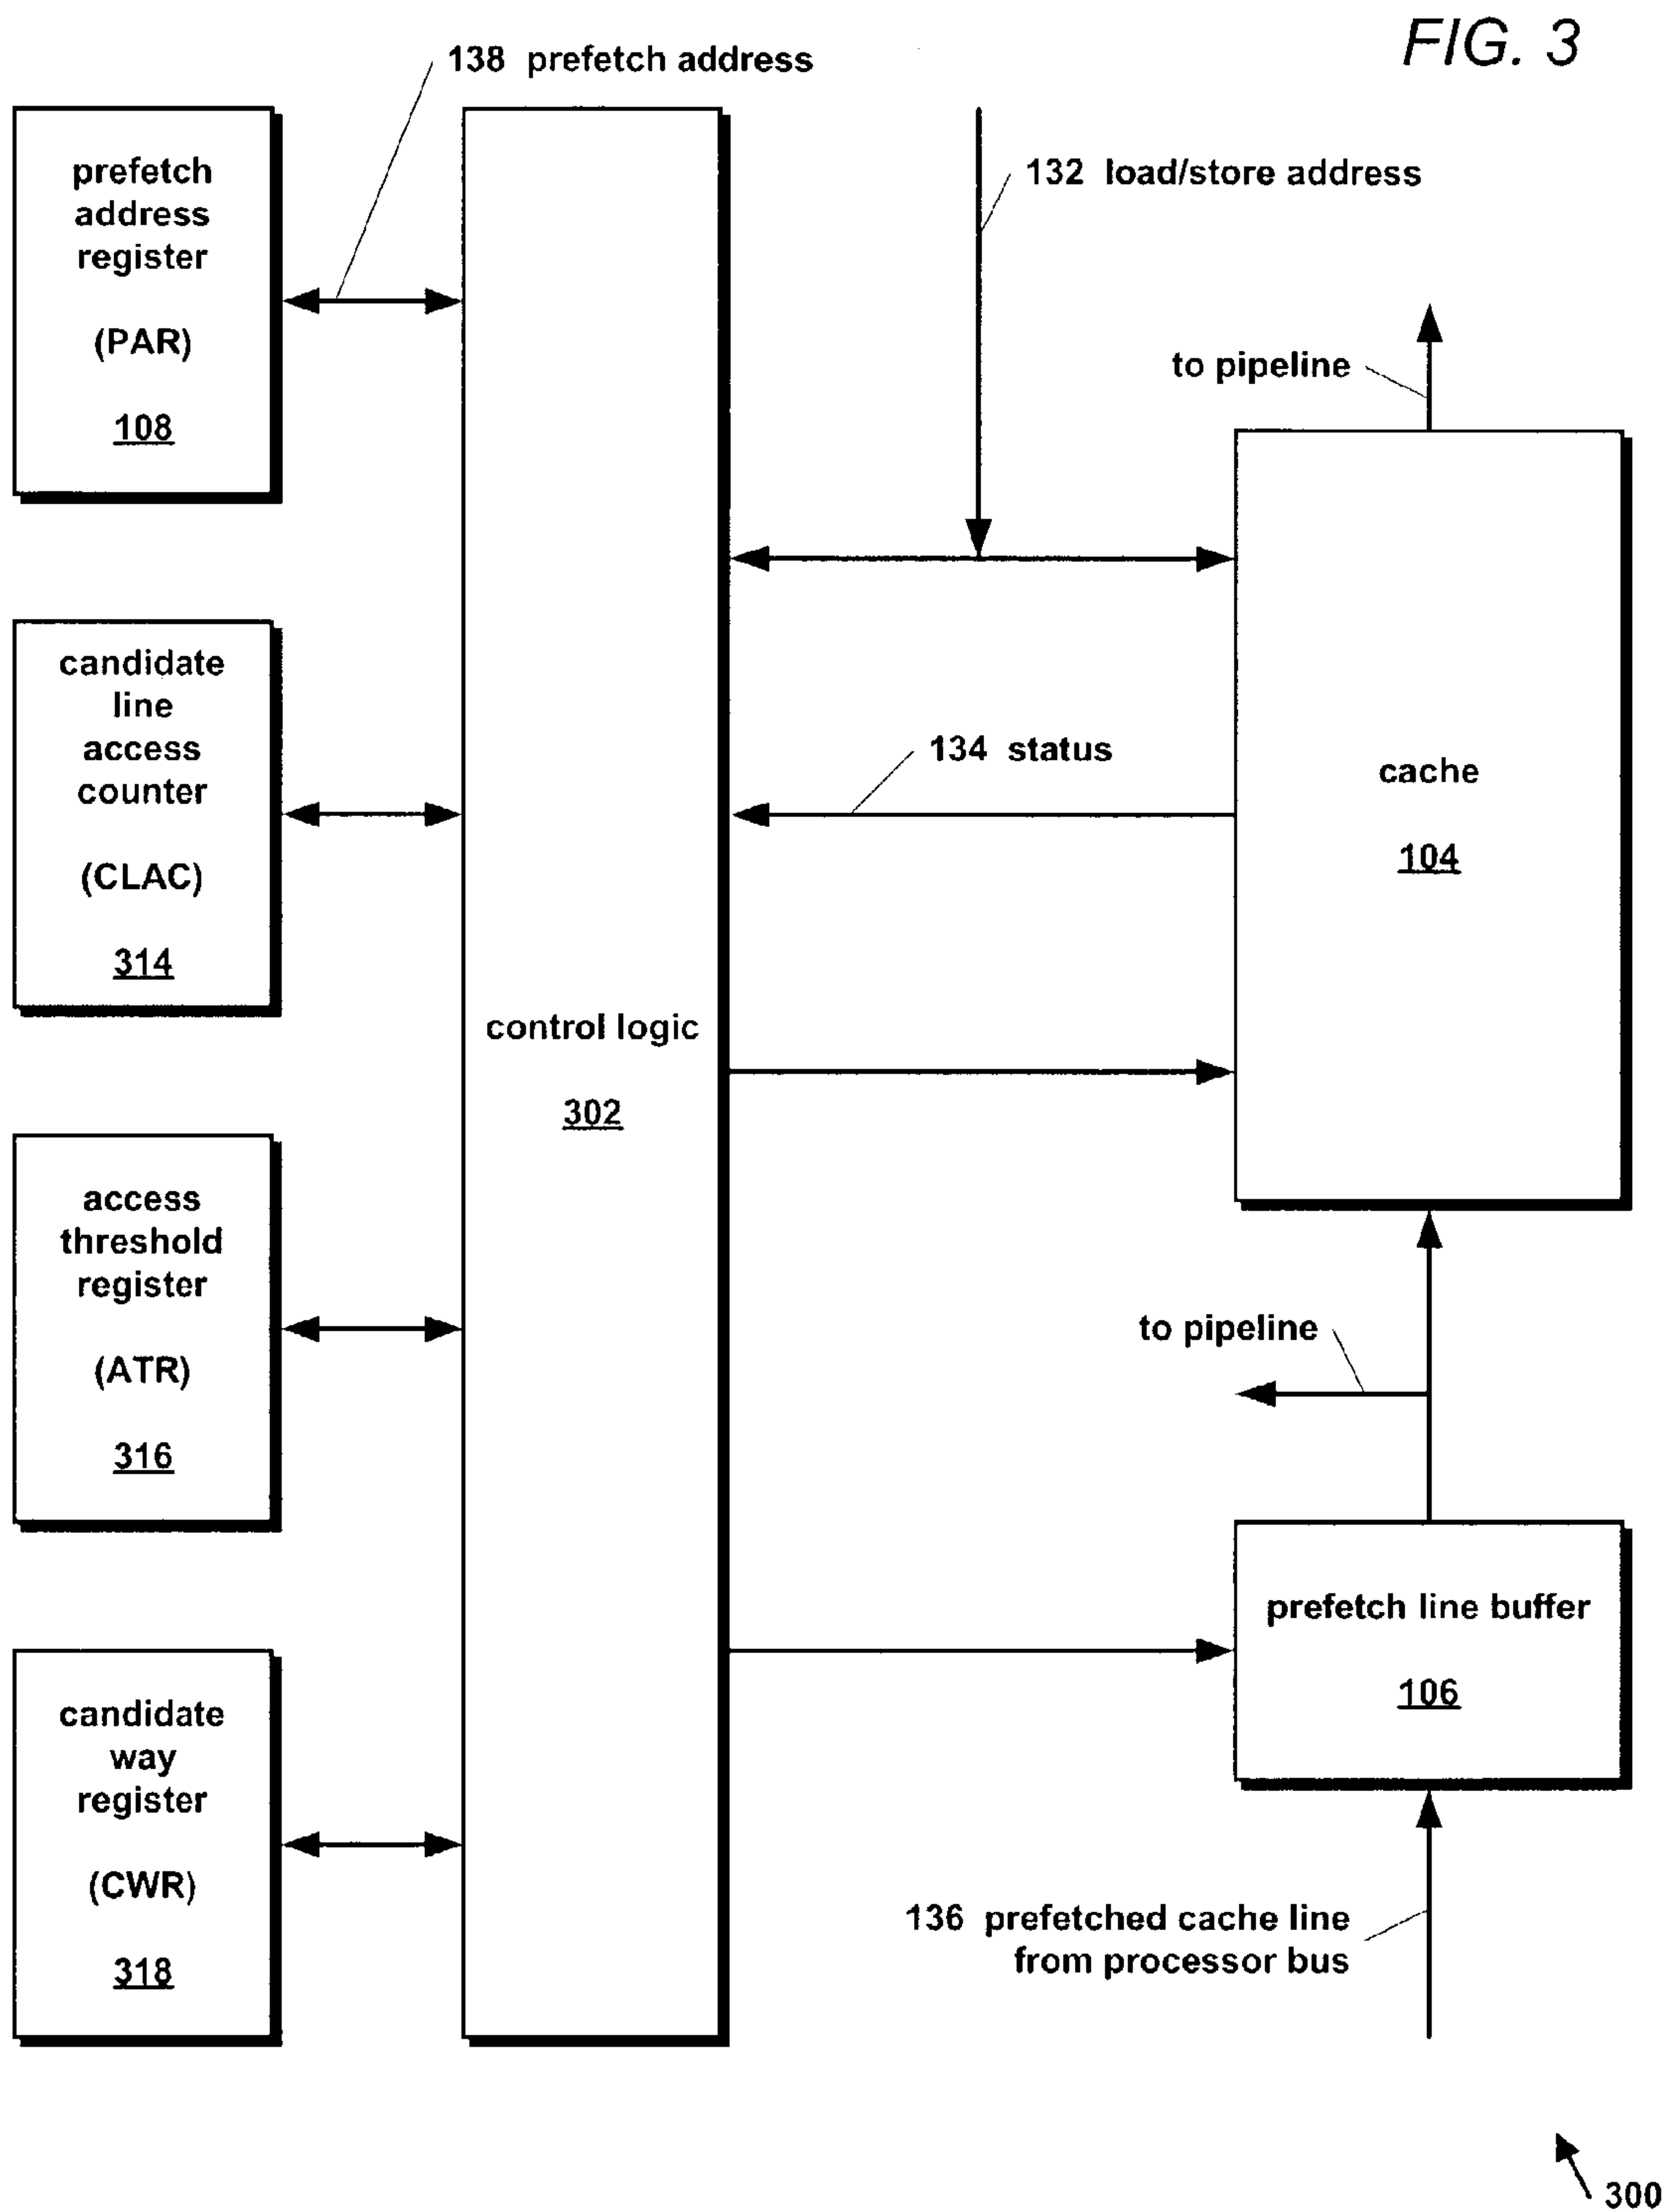 FIG. 3
138 prefetch address
prefetch
address
register
(PAR)
108
132 load/store address
to pipeline
candidate
line
access
counter
(CLAC)
314
134 status
cache
104
control logic
302
access
threshold
register
(ATR)
316
to pipeline
prefetch line buffer
106
candidate
way
register
(CWR)
318
136 prefetched cache line
from processor bus
300